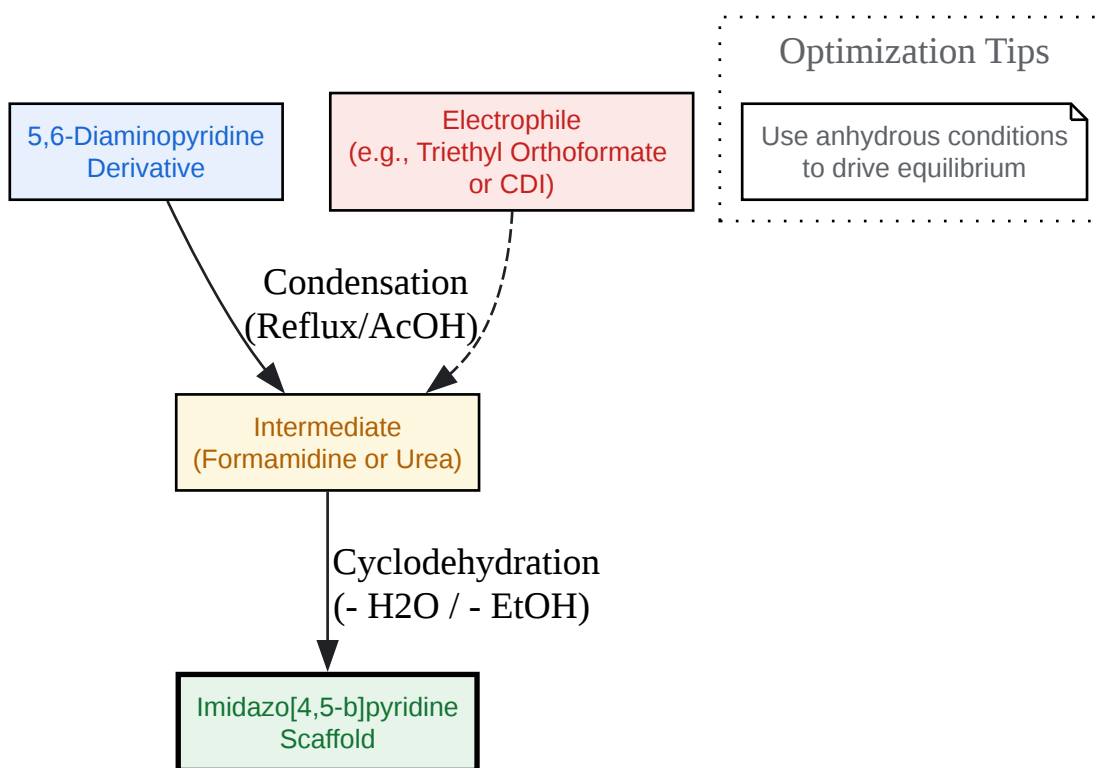 Optimization Tips
5,6-Diaminopyridine
Derivative
Electrophile
(e.g., Triethyl Orthoformate
or CDI)
Use anhydrous conditions
to drive equilibrium
Condensation
(Reflux/AcOH)
Intermediate
(Formamidine or Urea)
Cyclodehydration
(- H2O / - EtOH)
Imidazo[4,5-b]pyridine
Scaffold